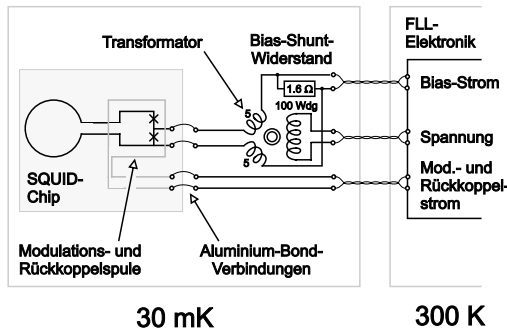 FLL-
Elektronik
Transformator
Bias-Shunt-
Widerstand
1.6 Ω
Bias-Strom
100 Wdg
5
Spannung
5
SQUID-
Chip
Mod.- und
Rückkoppel-
strom
Modulations- und
Rückkoppelspule
Aluminium-Bond-
Verbindungen
30 mK
300 K